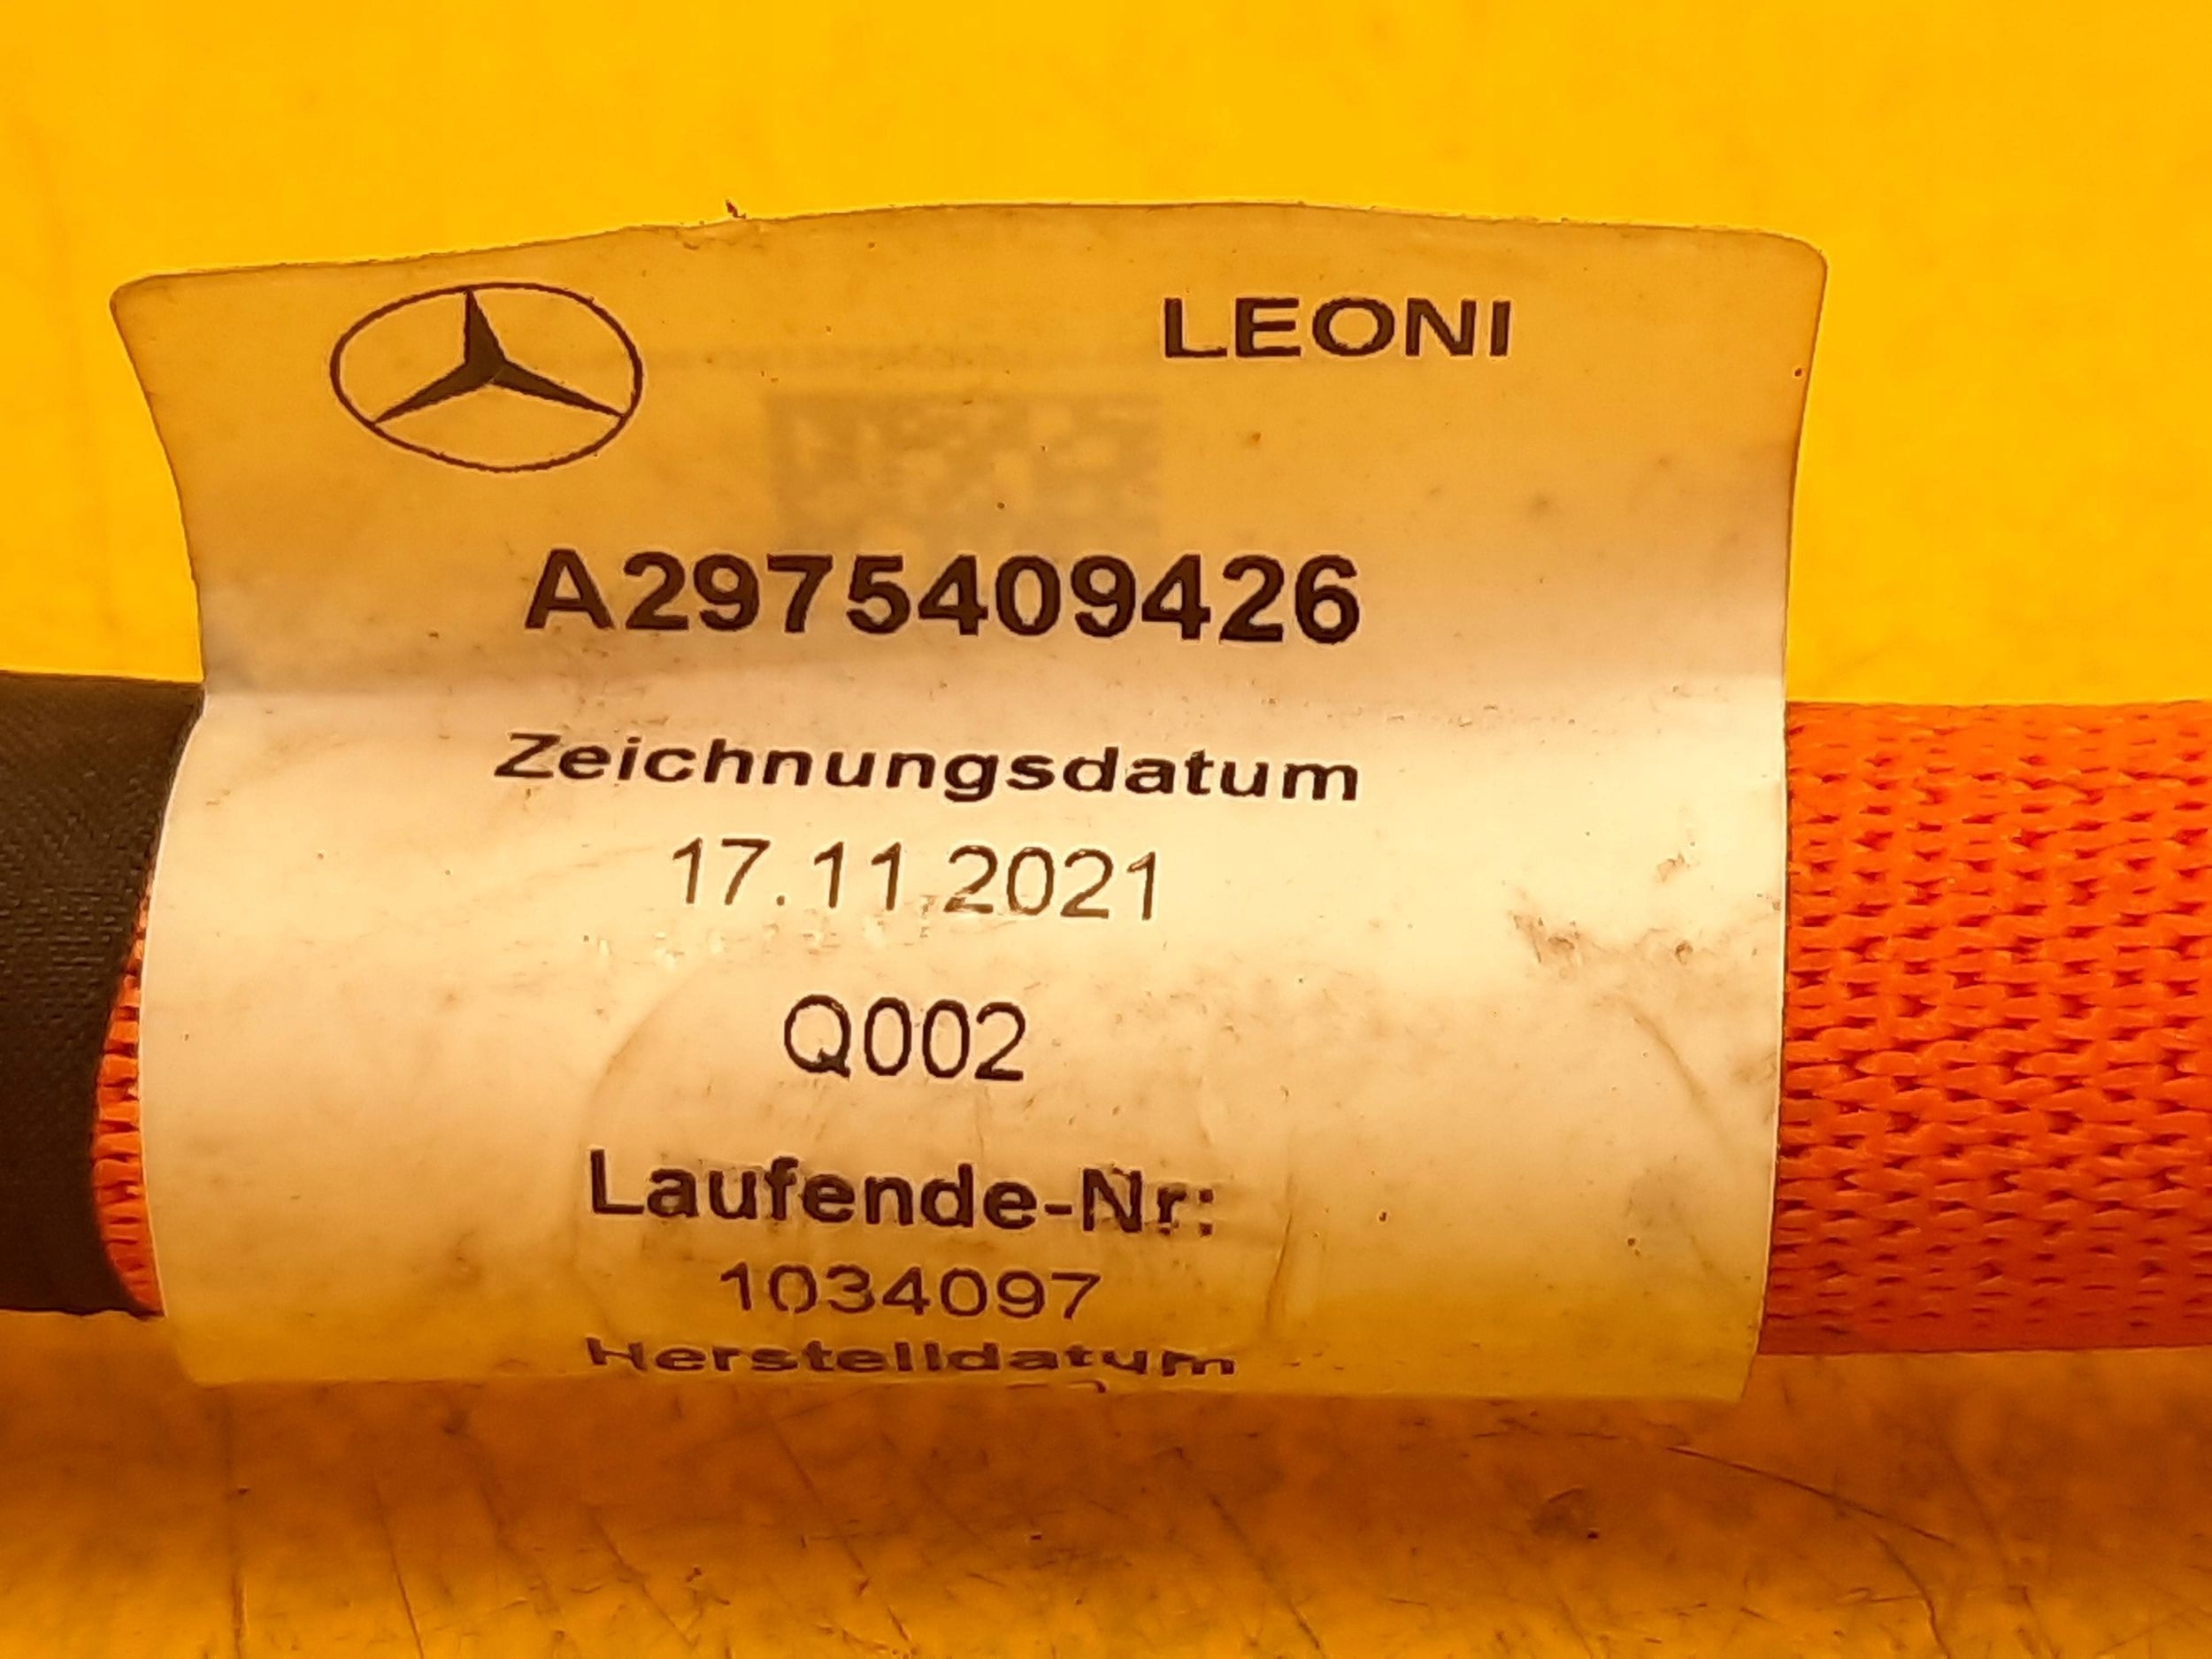 LEONI
A2975409426
Zeichnungsdatum
17.11.2021
Q002
Laufende-Nr:
1034097
Herstelldatum